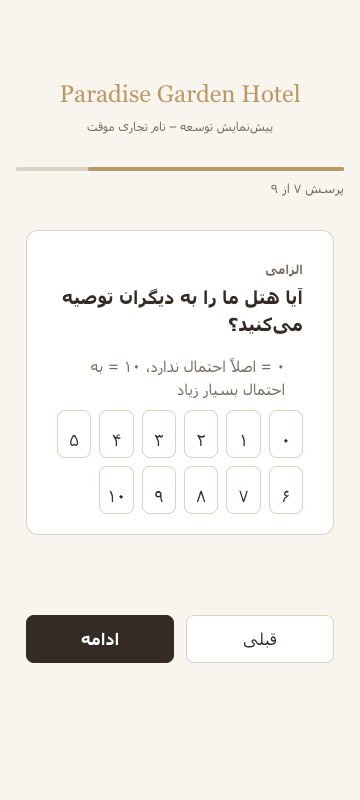 Paradise Garden Hotel
پیش‌نمایش توسعه – نام تجاری موقت
پرسش ۷ از ۹
الزامی
آیا هتل ما را به دیگران توصیه
می‌کنید؟
۰ = اصلاً احتمال ندارد، ۱۰ = به
احتمال بسیار زیاد
۰ ۱ ۲ ۳ ۴ ۵
۶ ۷ ۸ ۹ ۱۰
قبلی ادامه